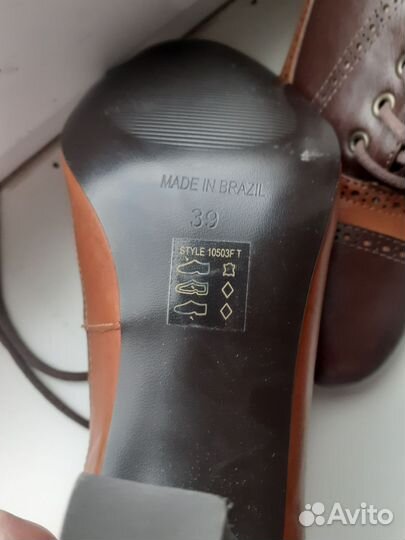 MADE IN BRAZIL
39
STYLE 10503F T
Avito